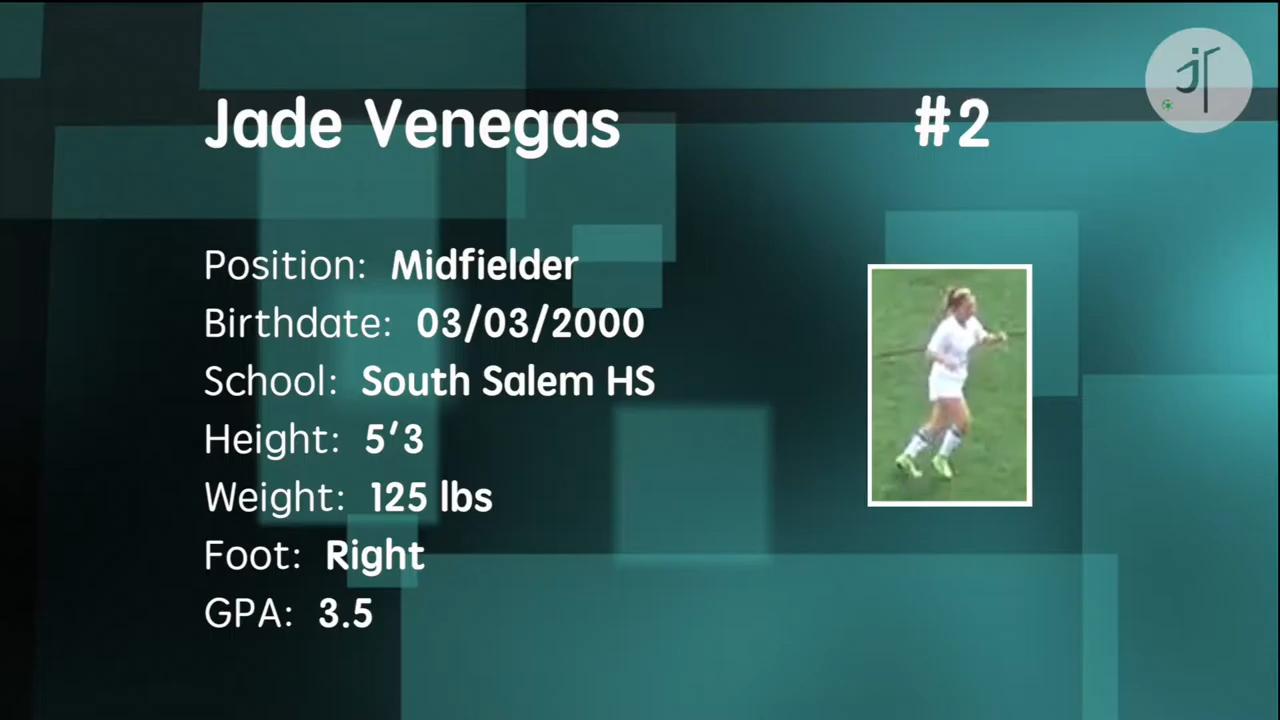 Jade Venegas #2
Position: Midfielder
Birthdate: 03/03/2000
School: South Salem HS
Height: 5'3
Weight: 125 lbs
Foot: Right
GPA: 3.5